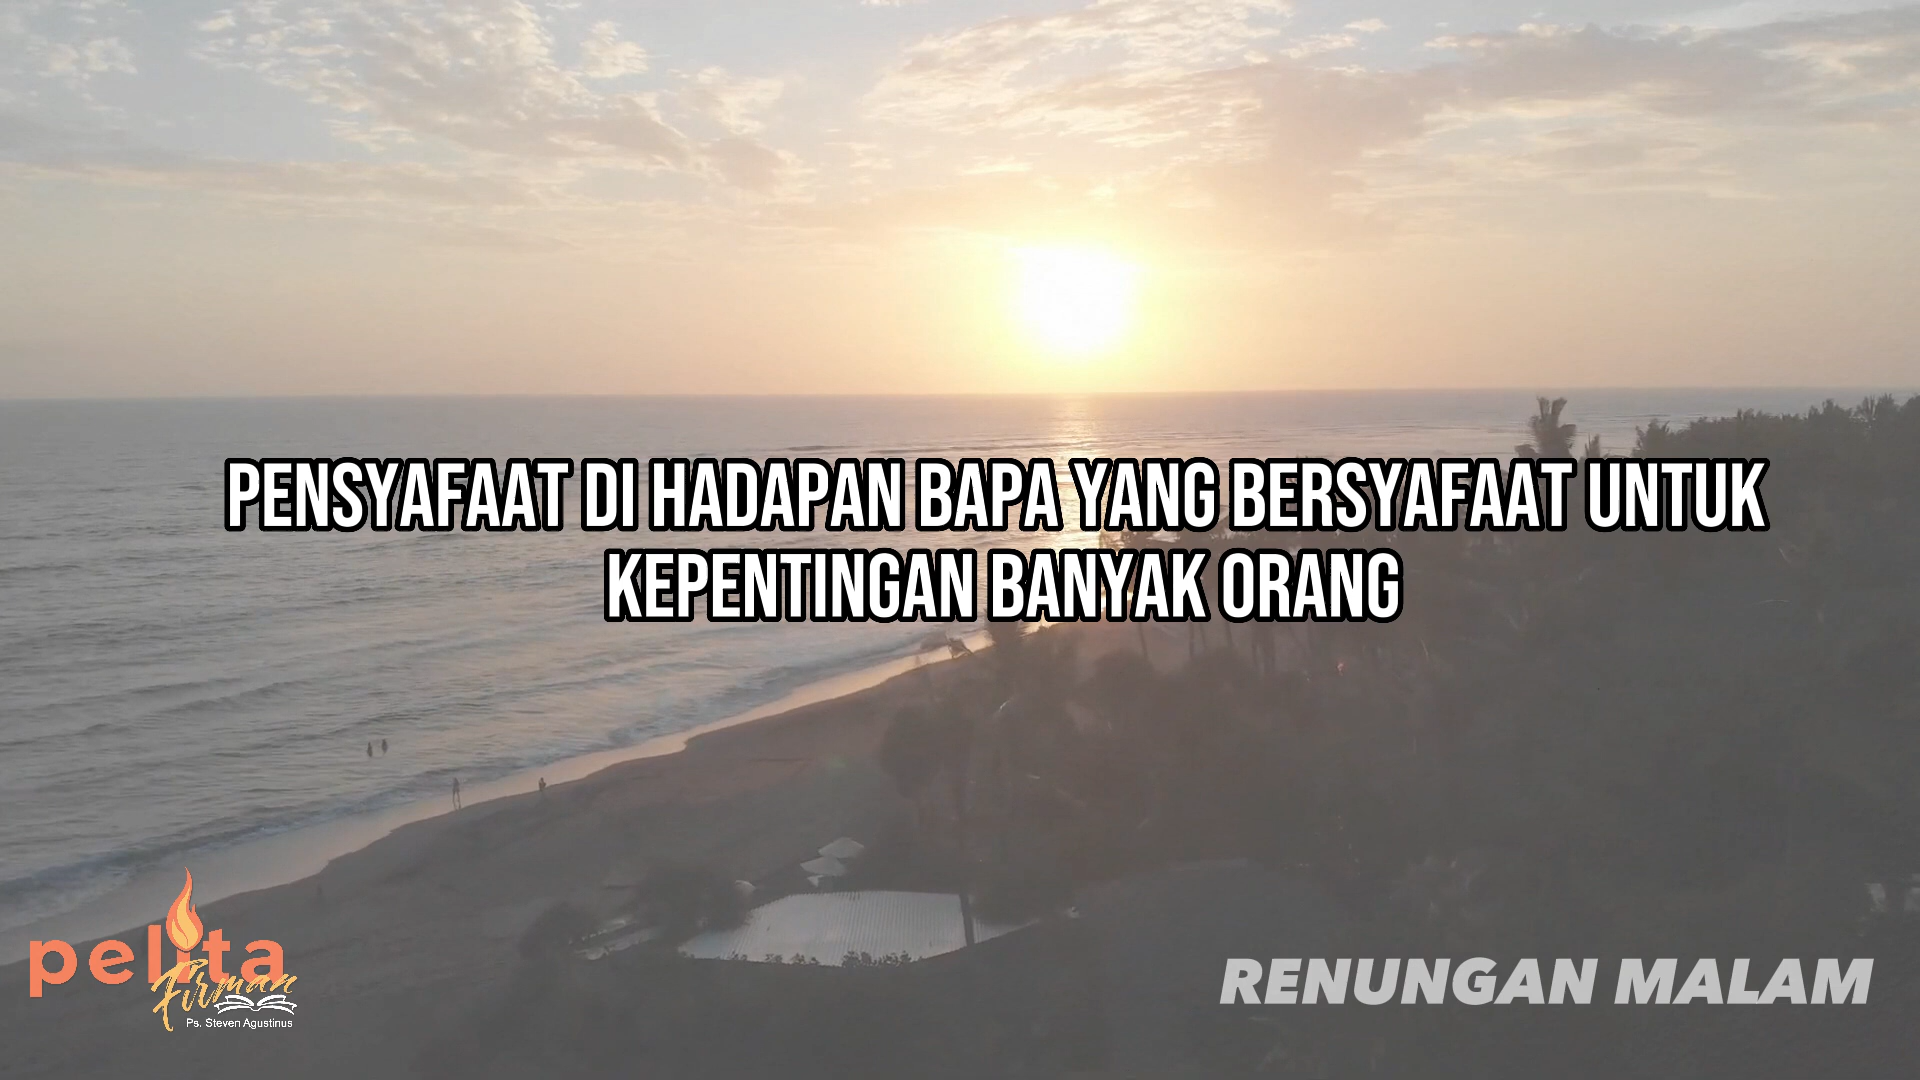 PENSYAFAAT DI HADAPAN BAPA YANG BERSYAFAAT UNTUK
KEPENTINGAN BANYAK ORANG
pelita
Firman
Ps. Steven Agustinus
RENUNGAN MALAM